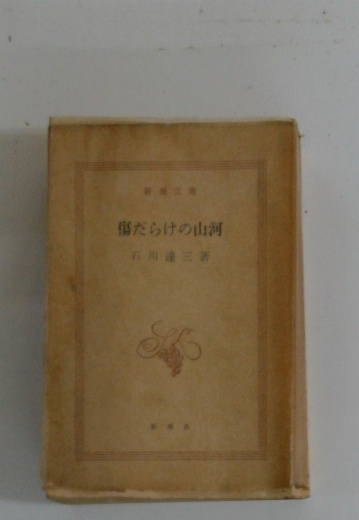 新潮文庫
傷だらけの山河
石川達三著
新潮社